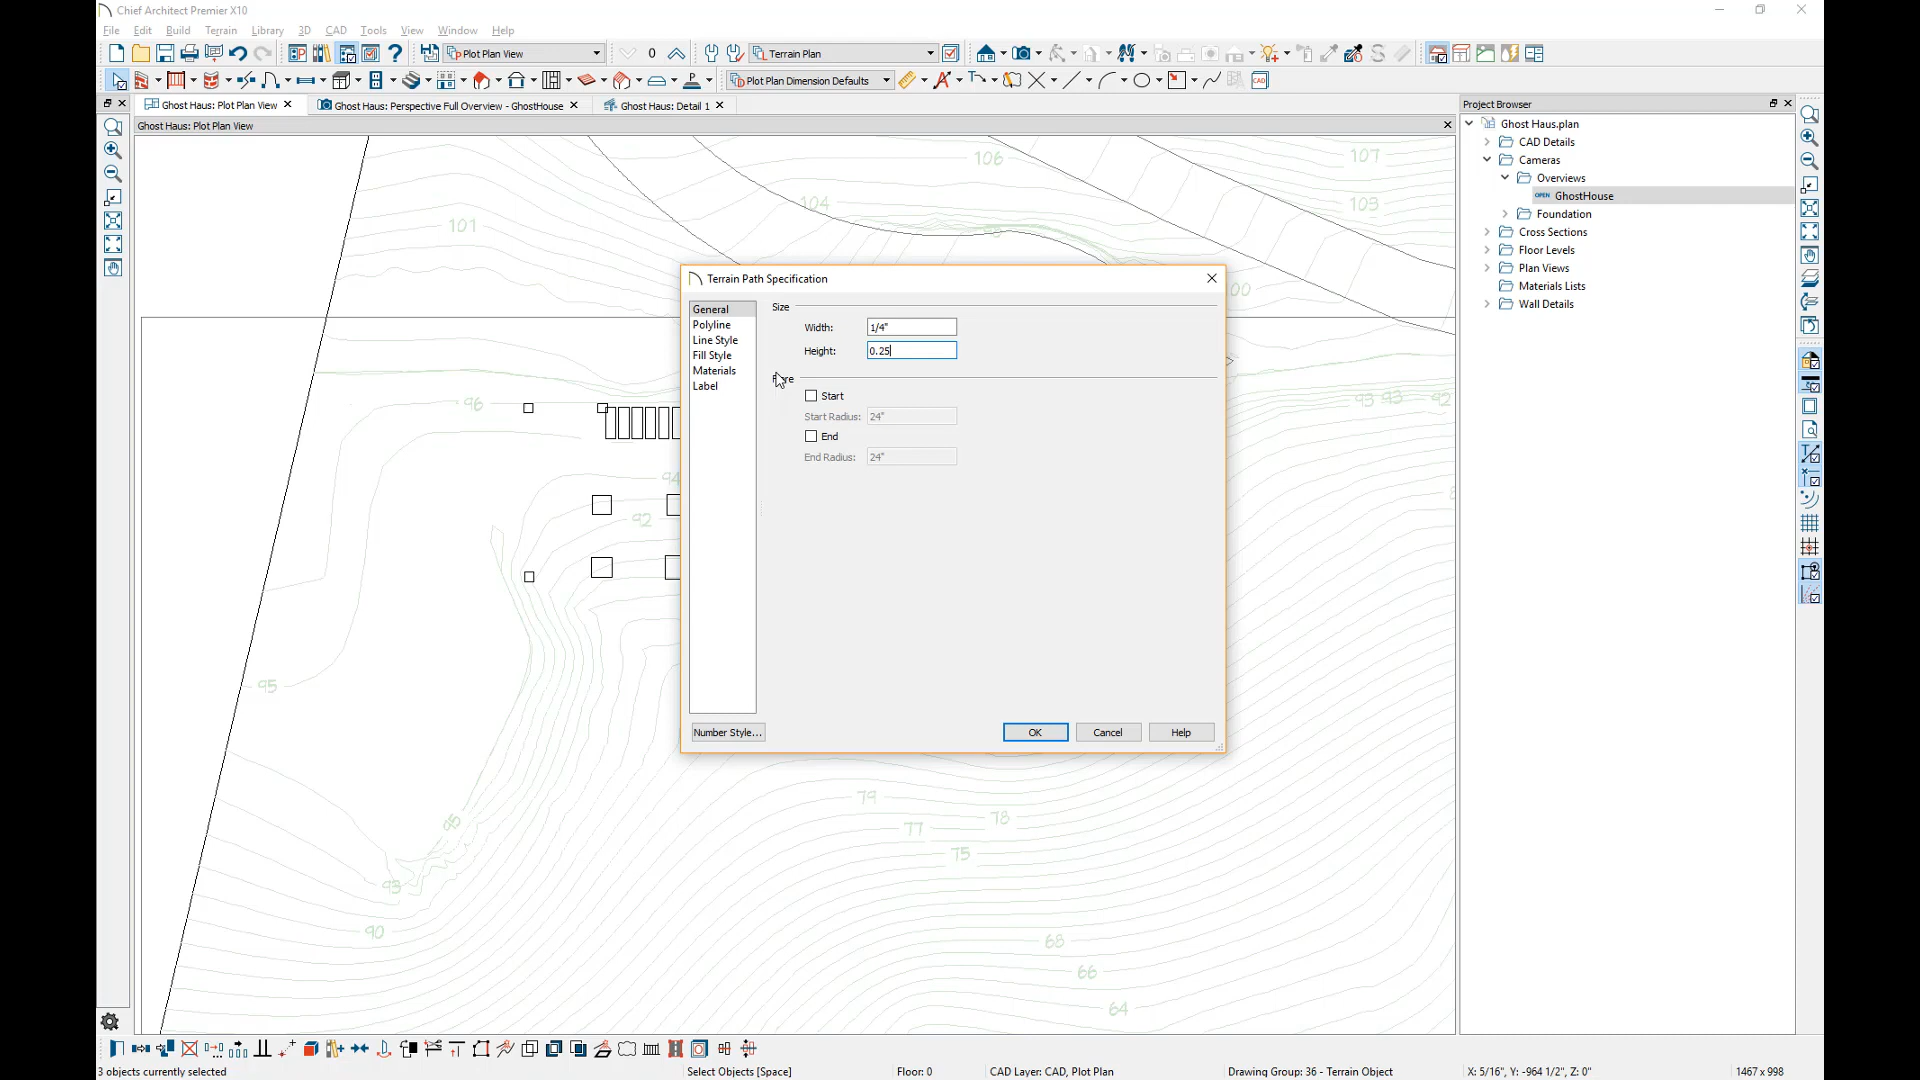 Chief Architect Premier X10
File Edit Build Terrain Library 3D CAD Tools View Window Help
Plot Plan View 0 Terrain Plan
Plot Plan Dimension Defaults CAD
Ghost Haus: Plot Plan View Ghost Haus: Perspective Full Overview - GhostHouse Ghost Haus: Detail 1
Ghost Haus: Plot Plan View
Project Browser
Ghost Haus.plan
CAD Details
Cameras
Overviews
OPEN GhostHouse
Foundation
Cross Sections
Floor Levels
Plan Views
Materials Lists
Wall Details
106
107
104
103
101
96
93 93 92
94
92
95
95
93
90
79
78
77
75
68
66
64
Terrain Path Specification
General
Polyline
Line Style
Fill Style
Materials
Label
Size
Width: 1/4"
Height: 0.25
Start
Start Radius: 24"
End
End Radius: 24"
Number Style...
OK
Cancel
Help
3 objects currently selected
Select Objects [Space]
Floor: 0
CAD Layer: CAD, Plot Plan
Drawing Group: 36 - Terrain Object
X: 5/16", Y: -964 1/2", Z: 0"
1467 x 998